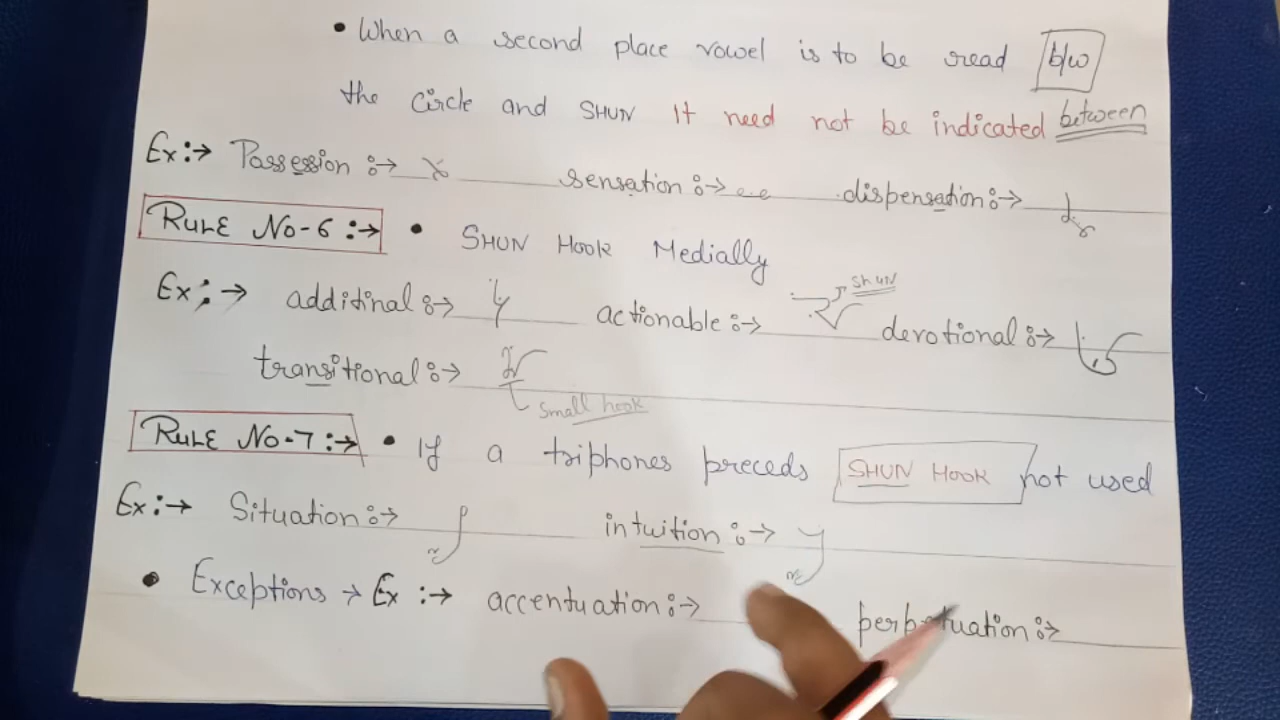 • When a second place vowel is to be read b/w
the circle and SHUN It need not be indicated between
Ex:→ Possession :→ sensation :→ dispensation :→
RULE No-6 :→ • SHUN Hook Medially
Ex:→ additinal :→ actionable :→ SHUN devotional :→
transitional :→ small hook
RULE No-7 :→ • If a triphones preceds SHUN HOOK not used
Ex:→ Situation :→ intuition :→
• Exceptions → Ex :→ accentuation :→ perpetuation :→